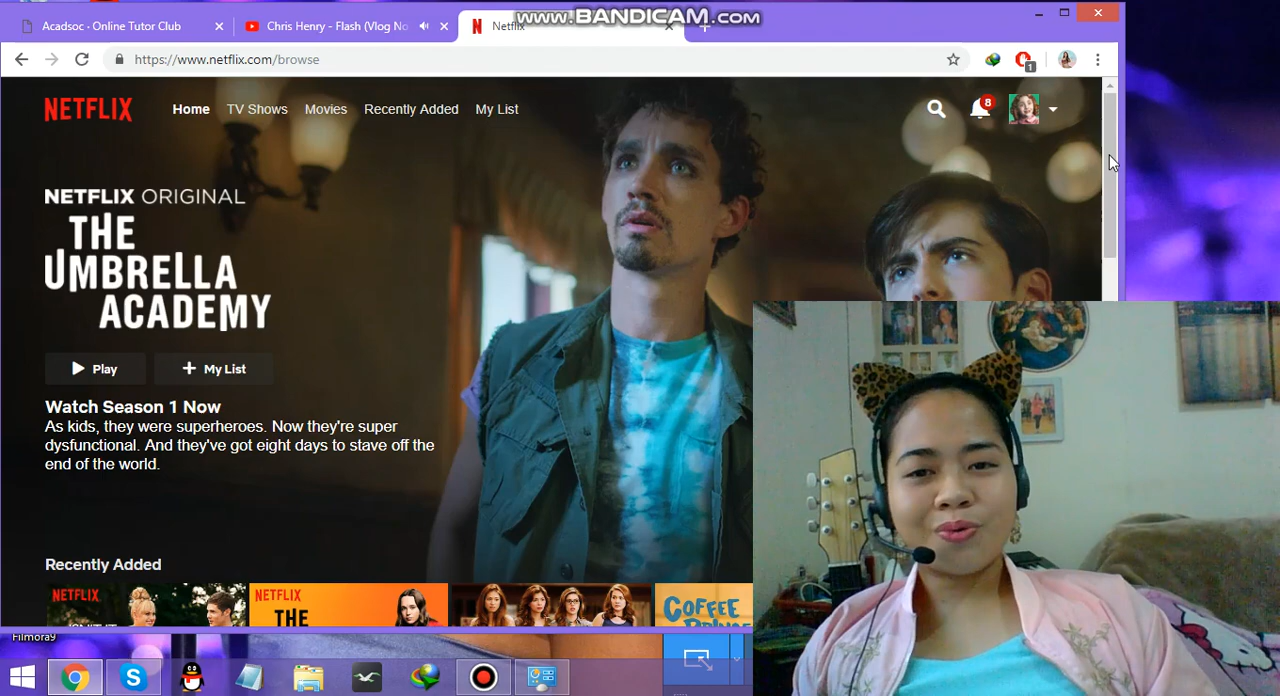 www.BANDICAM.com
Acadsoc - Online Tutor Club
Chris Henry - Flash (Vlog No
Netflix
https://www.netflix.com/browse
1
NETFLIX
Home
TV Shows
Movies
Recently Added
My List
8
NETFLIX ORIGINAL
THE
UMBRELLA
ACADEMY
Play
My List
Watch Season 1 Now
As kids, they were superheroes. Now they're super
dysfunctional. And they've got eight days to stave off the
end of the world.
Recently Added
NETFLIX
NETFLIX
THE
COFFEE
Filmora9